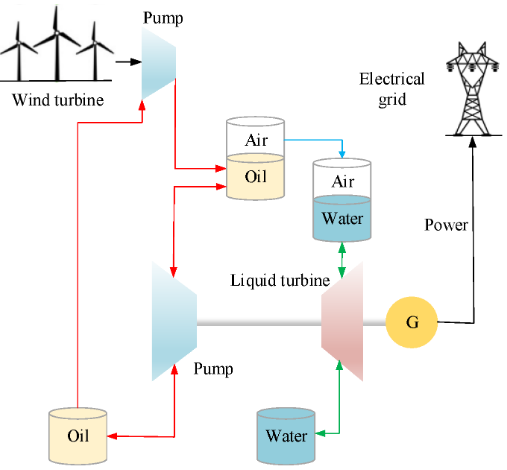 Pump
Wind turbine
Electrical
grid
Air
Oil
Air
Water
Power
Liquid turbine
G
Pump
Oil
Water